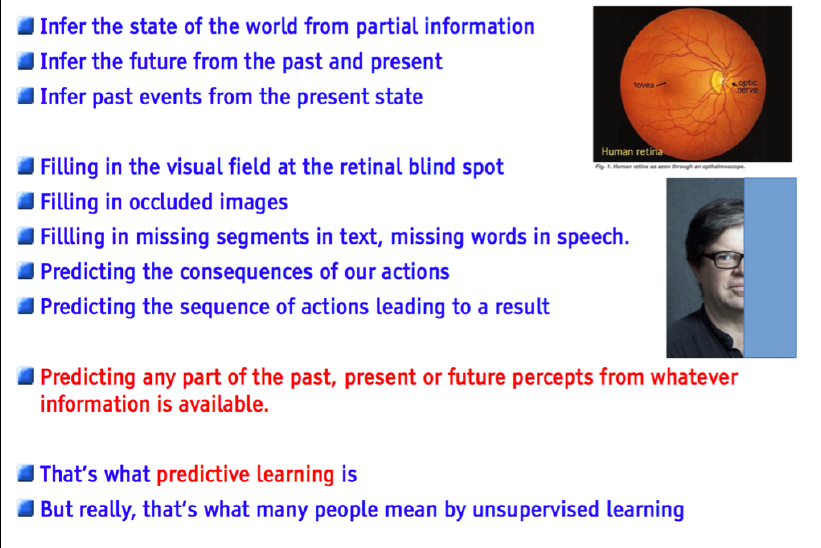 Infer the state of the world from partial information
Infer the future from the past and present
Infer past events from the present state
fovea
optic
nerve
Human retina
Fig. 1. Human retina as seen through an opthalmoscope.
Filling in the visual field at the retinal blind spot
Filling in occluded images
Fillling in missing segments in text, missing words in speech.
Predicting the consequences of our actions
Predicting the sequence of actions leading to a result
Predicting any part of the past, present or future percepts from whatever
information is available.
That's what predictive learning is
But really, that's what many people mean by unsupervised learning